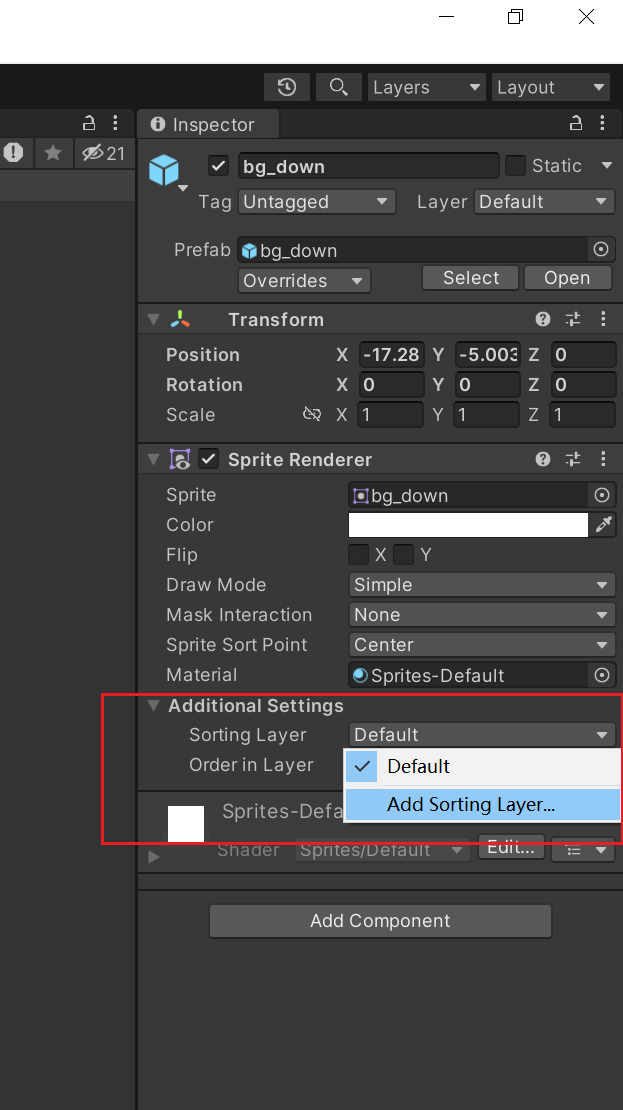 Layers Layout
Inspector
21
bg_down Static
Tag Untagged Layer Default
Prefab bg_down
Overrides Select Open
Transform
Position X -17.28 Y -5.003 Z 0
Rotation X 0 Y 0 Z 0
Scale X 1 Y 1 Z 1
Sprite Renderer
Sprite bg_down
Color
Flip X Y
Draw Mode Simple
Mask Interaction None
Sprite Sort Point Center
Material Sprites-Default
Additional Settings
Sorting Layer Default
Order in Layer
Default
Add Sorting Layer...
Sprites-Defa
Shader Sprites/Default Edit...
Add Component